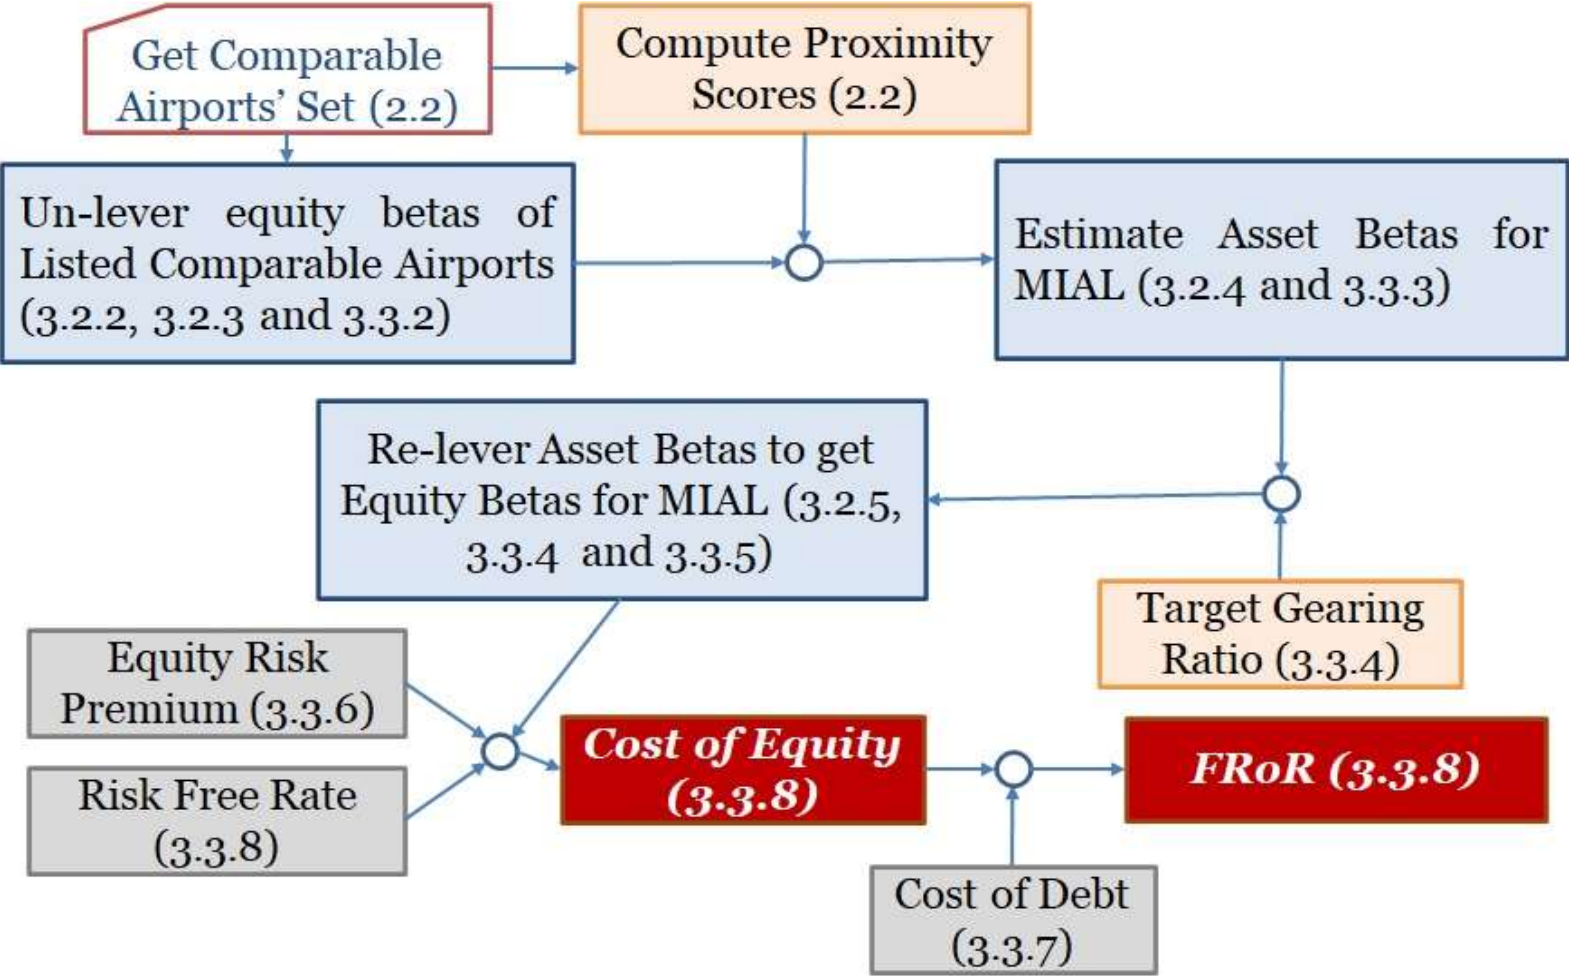 Get Comparable
Airports’ Set (2.2)
Compute Proximity
Scores (2.2)
Un-lever equity betas of
Listed Comparable Airports
(3.2.2, 3.2.3 and 3.3.2)
Estimate Asset Betas for
MIAL (3.2.4 and 3.3.3)
Re-lever Asset Betas to get
Equity Betas for MIAL (3.2.5,
3.3.4 and 3.3.5)
Target Gearing
Ratio (3.3.4)
Equity Risk
Premium (3.3.6)
Risk Free Rate
(3.3.8)
Cost of Equity
(3.3.8)
FRoR (3.3.8)
Cost of Debt
(3.3.7)